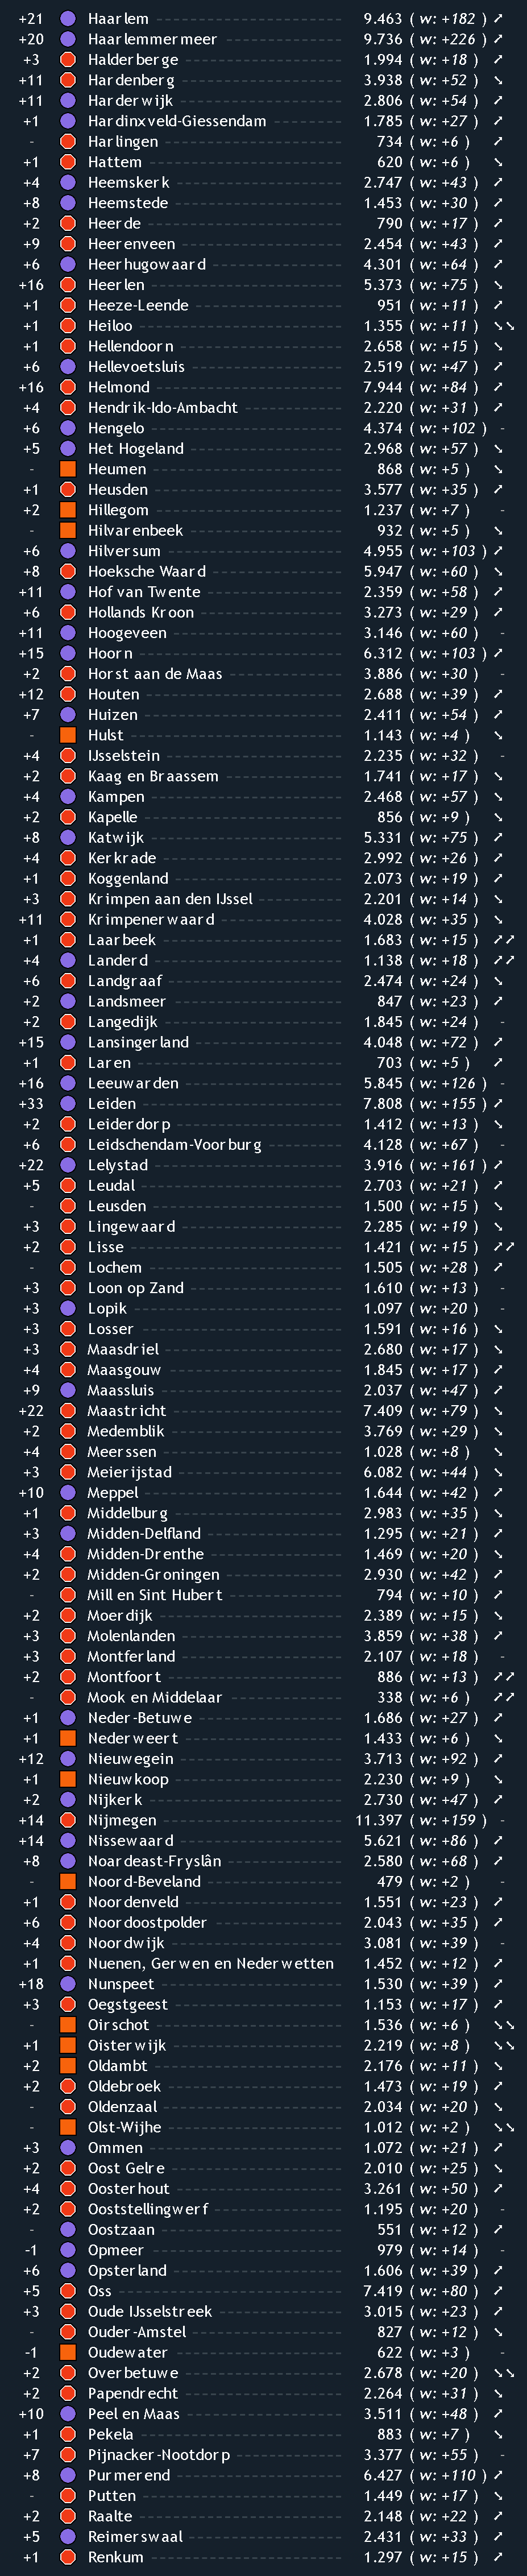 +21 Haarlem 9.463 ( w: +182 ) ➚
+20 Haarlemmermeer 9.736 ( w: +226 ) ➚
+3 Halderberge 1.994 ( w: +18 ) ➚
+11 Hardenberg 3.938 ( w: +52 ) ➘
+11 Harderwijk 2.806 ( w: +54 ) ➚
+1 Hardinxveld-Giessendam 1.785 ( w: +27 ) ➚
- Harlingen 734 ( w: +6 ) ➚
+1 Hattem 620 ( w: +6 ) ➘
+4 Heemskerk 2.747 ( w: +43 ) ➚
+8 Heemstede 1.453 ( w: +30 ) ➚
+2 Heerde 790 ( w: +17 ) ➚
+9 Heerenveen 2.454 ( w: +43 ) ➚
+6 Heerhugowaard 4.301 ( w: +64 ) ➚
+16 Heerlen 5.373 ( w: +75 ) ➘
+1 Heeze-Leende 951 ( w: +11 ) ➚
+1 Heiloo 1.355 ( w: +11 ) ➘➘
+1 Hellendoorn 2.658 ( w: +15 ) ➘
+6 Hellevoetsluis 2.519 ( w: +47 ) ➚
+16 Helmond 7.944 ( w: +84 ) ➚
+4 Hendrik-Ido-Ambacht 2.220 ( w: +31 ) ➚
+6 Hengelo 4.374 ( w: +102 ) -
+5 Het Hogeland 2.968 ( w: +57 ) ➘
- Heumen 868 ( w: +5 ) ➘
+1 Heusden 3.577 ( w: +35 ) ➚
+2 Hillegom 1.237 ( w: +7 ) -
- Hilvarenbeek 932 ( w: +5 ) ➘
+6 Hilversum 4.955 ( w: +103 ) ➚
+8 Hoeksche Waard 5.947 ( w: +60 ) ➘
+11 Hof van Twente 2.359 ( w: +58 ) ➚
+6 Hollands Kroon 3.273 ( w: +29 ) ➚
+11 Hoogeveen 3.146 ( w: +60 ) -
+15 Hoorn 6.312 ( w: +103 ) ➚
+2 Horst aan de Maas 3.886 ( w: +30 ) -
+12 Houten 2.688 ( w: +39 ) ➚
+7 Huizen 2.411 ( w: +54 ) ➚
- Hulst 1.143 ( w: +4 ) ➘
+4 IJsselstein 2.235 ( w: +32 ) -
+2 Kaag en Braassem 1.741 ( w: +17 ) ➘
+4 Kampen 2.468 ( w: +57 ) ➘
+2 Kapelle 856 ( w: +9 ) ➘
+8 Katwijk 5.331 ( w: +75 ) ➚
+4 Kerkrade 2.992 ( w: +26 ) ➚
+1 Koggenland 2.073 ( w: +19 ) ➚
+3 Krimpen aan den IJssel 2.201 ( w: +14 ) ➘
+11 Krimpenerwaard 4.028 ( w: +35 ) ➘
+1 Laarbeek 1.683 ( w: +15 ) ➚➚
+4 Landerd 1.138 ( w: +18 ) ➚➚
+6 Landgraaf 2.474 ( w: +24 ) ➘
+2 Landsmeer 847 ( w: +23 ) ➚
+2 Langedijk 1.845 ( w: +24 ) -
+15 Lansingerland 4.048 ( w: +72 ) ➚
+1 Laren 703 ( w: +5 ) ➚
+16 Leeuwarden 5.845 ( w: +126 ) -
+33 Leiden 7.808 ( w: +155 ) ➚
+2 Leiderdorp 1.412 ( w: +13 ) ➘
+6 Leidschendam-Voorburg 4.128 ( w: +67 ) -
+22 Lelystad 3.916 ( w: +161 ) ➚
+5 Leudal 2.703 ( w: +21 ) ➚
- Leusden 1.500 ( w: +15 ) ➘
+3 Lingewaard 2.285 ( w: +19 ) ➘
+2 Lisse 1.421 ( w: +15 ) ➚➚
- Lochem 1.505 ( w: +28 ) ➚
+3 Loon op Zand 1.610 ( w: +13 ) -
+3 Lopik 1.097 ( w: +20 ) -
+3 Losser 1.591 ( w: +16 ) ➘
+3 Maasdriel 2.680 ( w: +17 ) ➘
+4 Maasgouw 1.845 ( w: +17 ) ➚
+9 Maassluis 2.037 ( w: +47 ) ➚
+22 Maastricht 7.409 ( w: +79 ) ➘
+2 Medemblik 3.769 ( w: +29 ) ➘
+4 Meerssen 1.028 ( w: +8 ) ➘
+3 Meierijstad 6.082 ( w: +44 ) ➘
+10 Meppel 1.644 ( w: +42 ) ➚
+1 Middelburg 2.983 ( w: +35 ) ➘
+3 Midden-Delfland 1.295 ( w: +21 ) ➚
+4 Midden-Drenthe 1.469 ( w: +20 ) ➘
+2 Midden-Groningen 2.930 ( w: +42 ) ➚
- Mill en Sint Hubert 794 ( w: +10 ) ➚
+2 Moerdijk 2.389 ( w: +15 ) ➘
+3 Molenlanden 3.859 ( w: +38 ) ➚
+3 Montferland 2.107 ( w: +18 ) -
+2 Montfoort 886 ( w: +13 ) ➚➚
- Mook en Middelaar 338 ( w: +6 ) ➚➚
+1 Neder-Betuwe 1.686 ( w: +27 ) ➚
+1 Nederweert 1.433 ( w: +6 ) ➘
+12 Nieuwegein 3.713 ( w: +92 ) ➚
+1 Nieuwkoop 2.230 ( w: +9 ) ➘
+2 Nijkerk 2.730 ( w: +47 ) ➚
+14 Nijmegen 11.397 ( w: +159 ) -
+14 Nissewaard 5.621 ( w: +86 ) ➚
+8 Noardeast-Fryslân 2.580 ( w: +68 ) ➚
- Noord-Beveland 479 ( w: +2 ) -
+1 Noordenveld 1.551 ( w: +23 ) ➚
+6 Noordoostpolder 2.043 ( w: +35 ) ➚
+4 Noordwijk 3.081 ( w: +39 ) -
+1 Nuenen, Gerwen en Nederwetten 1.452 ( w: +12 ) ➚
+18 Nunspeet 1.530 ( w: +39 ) ➚
+3 Oegstgeest 1.153 ( w: +17 ) ➚
- Oirschot 1.536 ( w: +6 ) ➘➘
+1 Oisterwijk 2.219 ( w: +8 ) ➘➘
+2 Oldambt 2.176 ( w: +11 ) ➘
+2 Oldebroek 1.473 ( w: +19 ) ➚
- Oldenzaal 2.034 ( w: +20 ) ➘
- Olst-Wijhe 1.012 ( w: +2 ) ➘➘
+3 Ommen 1.072 ( w: +21 ) ➚
+2 Oost Gelre 2.010 ( w: +25 ) ➘
+4 Oosterhout 3.261 ( w: +50 ) ➚
+2 Ooststellingwerf 1.195 ( w: +20 ) -
- Oostzaan 551 ( w: +12 ) ➚
-1 Opmeer 979 ( w: +14 ) -
+6 Opsterland 1.606 ( w: +39 ) ➚
+5 Oss 7.419 ( w: +80 ) ➚
+3 Oude IJsselstreek 3.015 ( w: +23 ) ➚
- Ouder-Amstel 827 ( w: +12 ) ➘
-1 Oudewater 622 ( w: +3 ) -
+2 Overbetuwe 2.678 ( w: +20 ) ➘➘
+2 Papendrecht 2.264 ( w: +31 ) ➘
+10 Peel en Maas 3.511 ( w: +48 ) ➚
+1 Pekela 883 ( w: +7 ) ➘
+7 Pijnacker-Nootdorp 3.377 ( w: +55 ) -
+8 Purmerend 6.427 ( w: +110 ) ➚
- Putten 1.449 ( w: +17 ) ➘
+2 Raalte 2.148 ( w: +22 ) ➚
+5 Reimerswaal 2.431 ( w: +33 ) ➚
+1 Renkum 1.297 ( w: +15 ) ➚